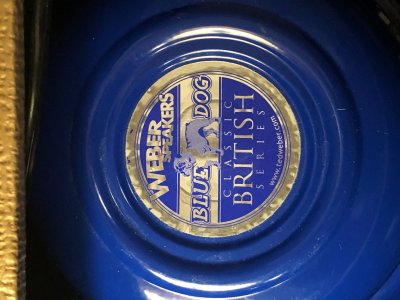 WEBER
SPEAKERS
BLUE DOG
CLASSIC
BRITISH
SERIES
www.tedweber.com